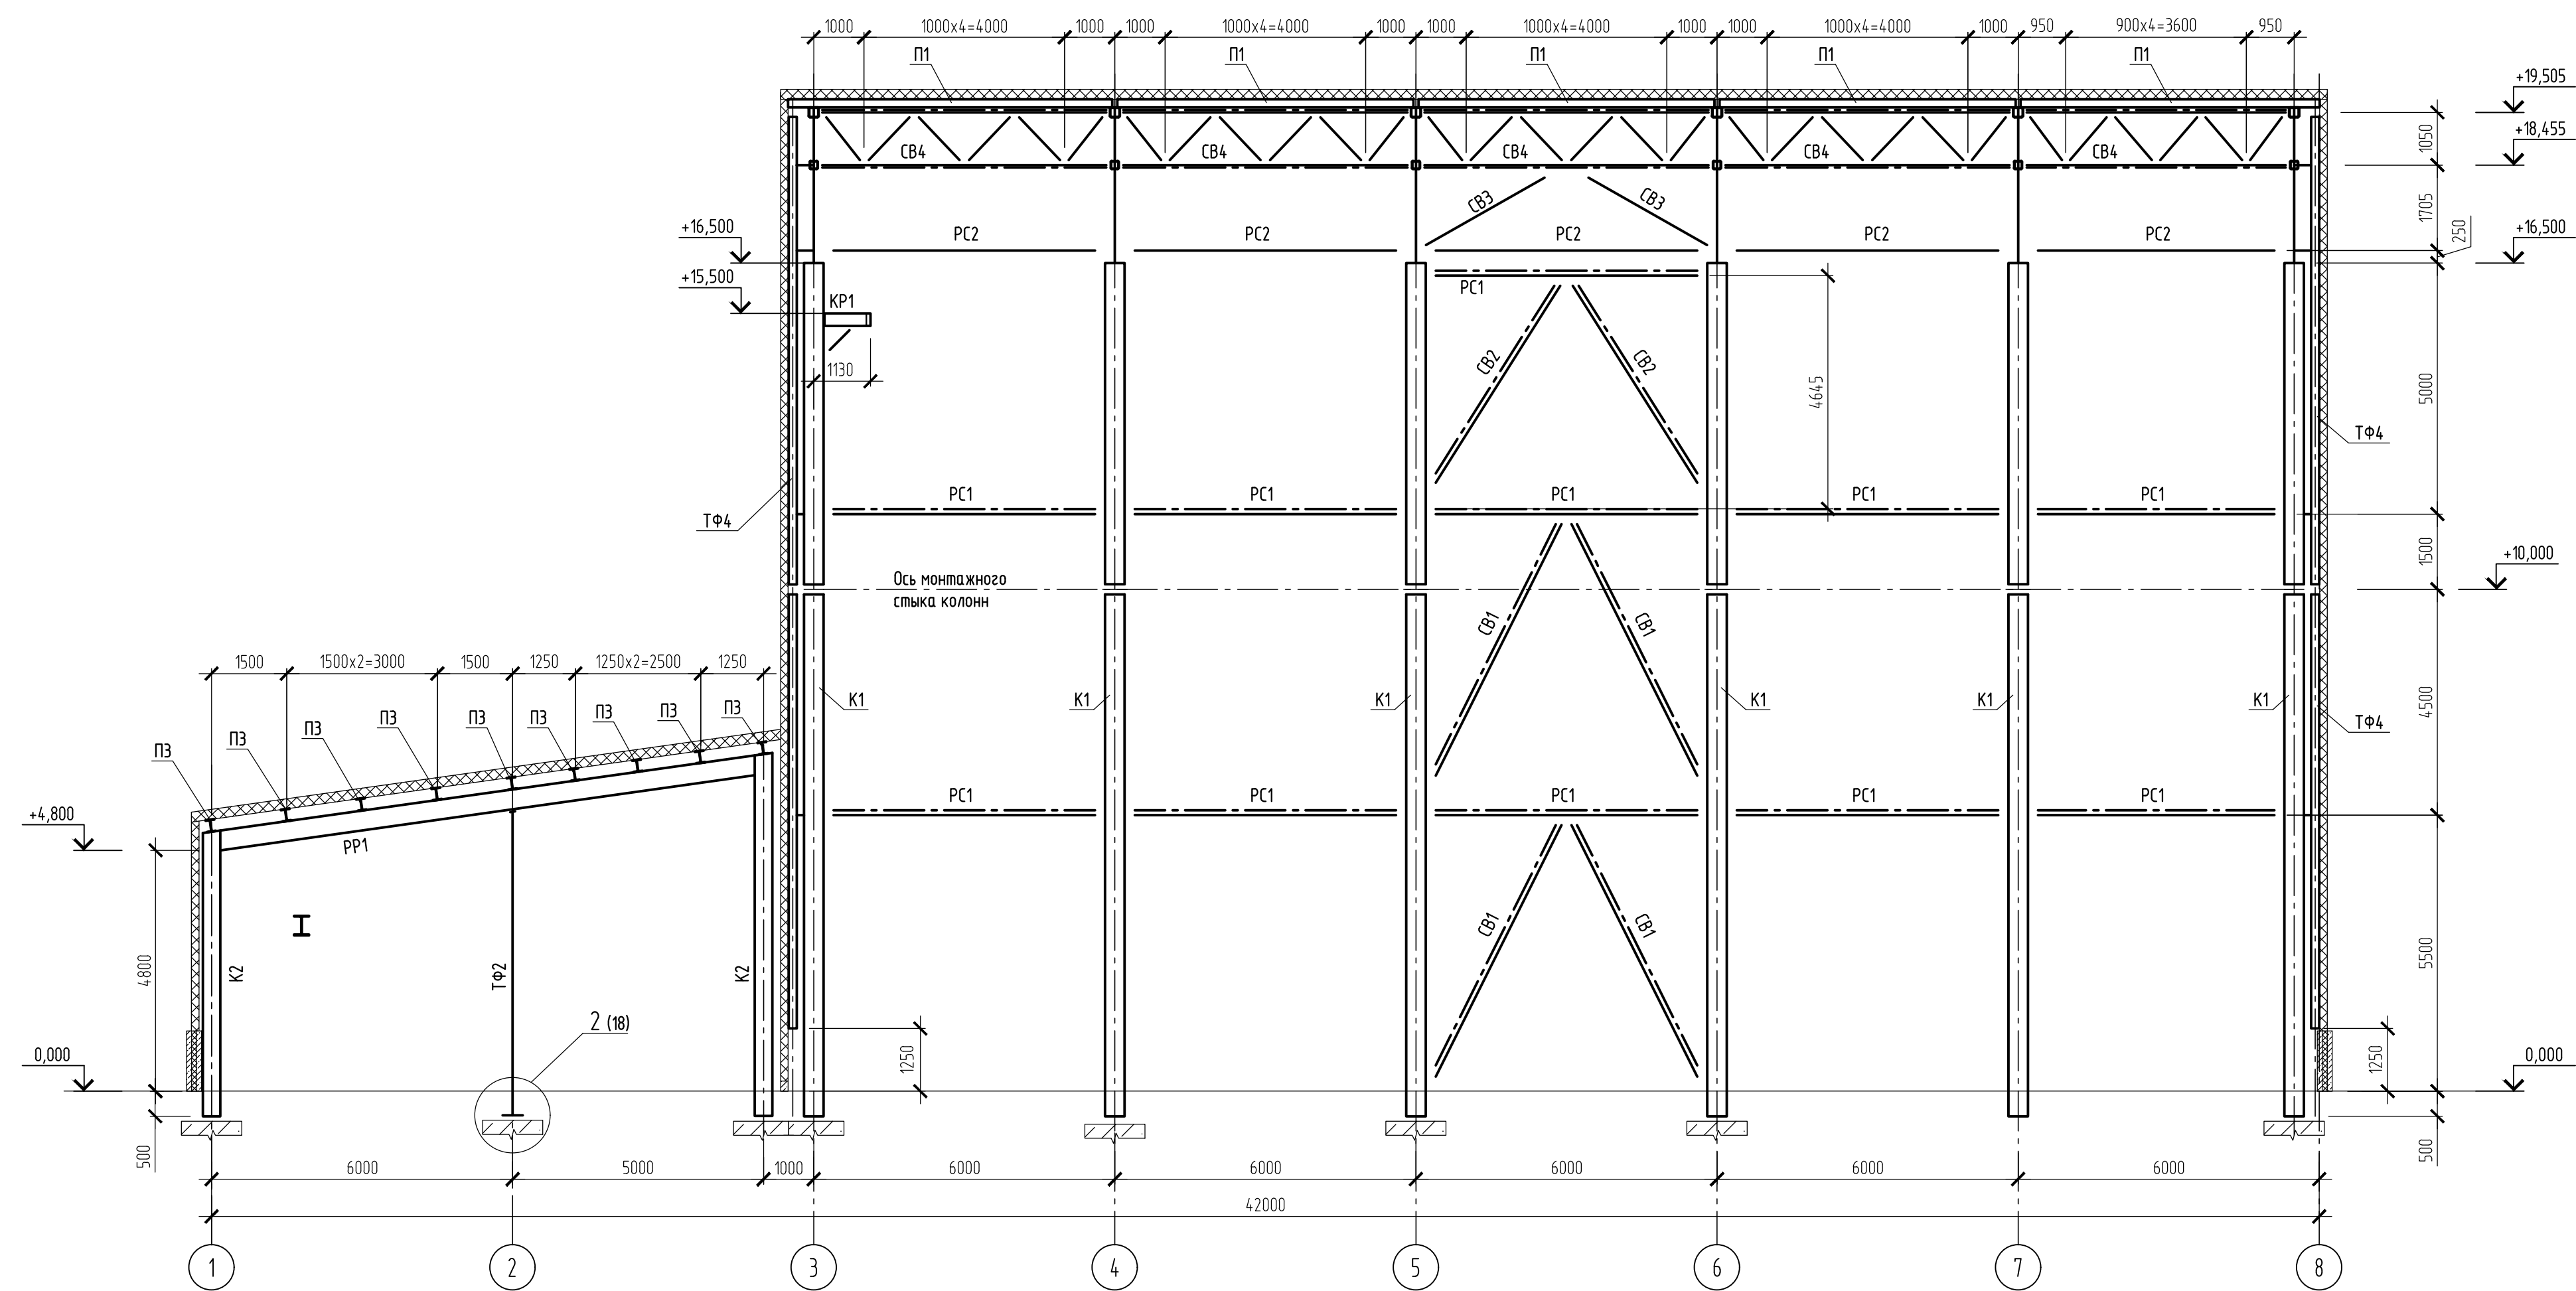 1000 1000х4=4000 1000 1000 1000х4=4000 1000 1000 1000х4=4000 1000 1000 1000х4=4000 1000 950 900х4=3600 950
П1 П1 П1 П1 П1
+19,505
1050
+18,455
СВ4 СВ4 СВ4 СВ4 СВ4
СВ3 СВ3
1705
250
+16,500 РС2 РС2 РС2 РС2 РС2 +16,500
+15,500 КР1 РС1
1130
СВ2 СВ2
4645
5000
ТФ4
РС1 РС1 РС1 РС1 РС1
ТФ4
1500
+10,000
Ось монтажного
стыка колонн
СВ1 СВ1
1500 1500х2=3000 1500 1250 1250х2=2500 1250
К1 К1 К1 К1 К1 К1
4500
ТФ4
П3 П3 П3 П3 П3 П3 П3 П3 П3
РС1 РС1 РС1 РС1 РС1
+4,800
РР1
СВ1 СВ1
4800
К2 ТФ2 К2
5500
2 (18)
1250 1250
0,000 0,000
500 500
6000 5000 1000 6000 6000 6000 6000 6000
42000
1 2 3 4 5 6 7 8